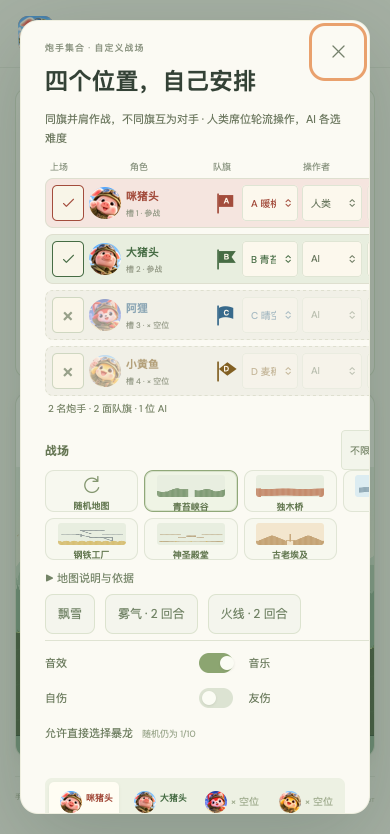 炮手集合 · 自定义战场
四个位置，自己安排
同旗并肩作战，不同旗互为对手 · 人类席位轮流操作，AI 各选
难度
上场 角色 队旗 操作者
咪猪头 A A 暖 人类
槽 1 · 参战
大猪头 B B 青苔 AI
槽 2 · 参战
阿狸 C C 晴 AI
槽 3 · × 空位
小黄鱼 D D 麦 AI
槽 4 · × 空位
2 名炮手 · 2 面队旗 · 1 位 AI
战场 不限
随机地图 青苔峡谷 独木桥
钢铁工厂 神圣殿堂 古老埃及
▶ 地图说明与依据
飘雪 雾气 · 2 回合 火线 · 2 回合
音效 音乐
自伤 友伤
允许直接选择暴龙 随机仍为 1/10
咪猪头 大猪头 × 空位 × 空位